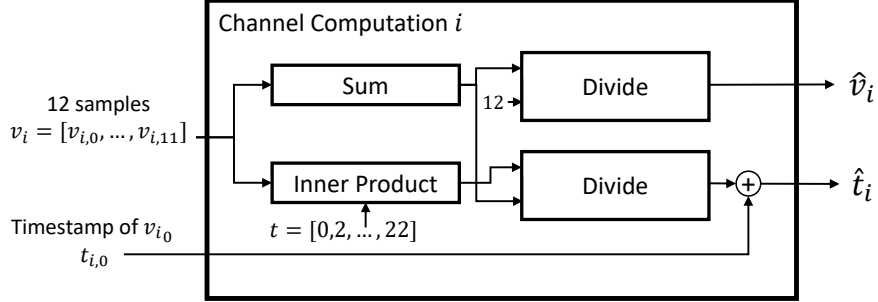 Channel Computation i
Sum
Divide
12
v̂ᵢ
12 samples
vᵢ = [vᵢ,₀, … , vᵢ,₁₁]
Inner Product
Divide
+
t̂ᵢ
t = [0,2, … , 22]
Timestamp of vᵢ₀
tᵢ,₀